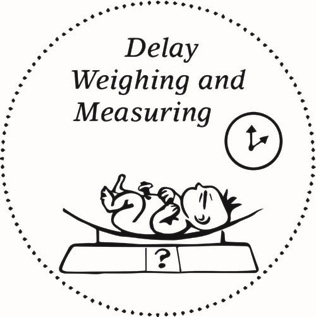 Delay
Weighing and
Measuring
?